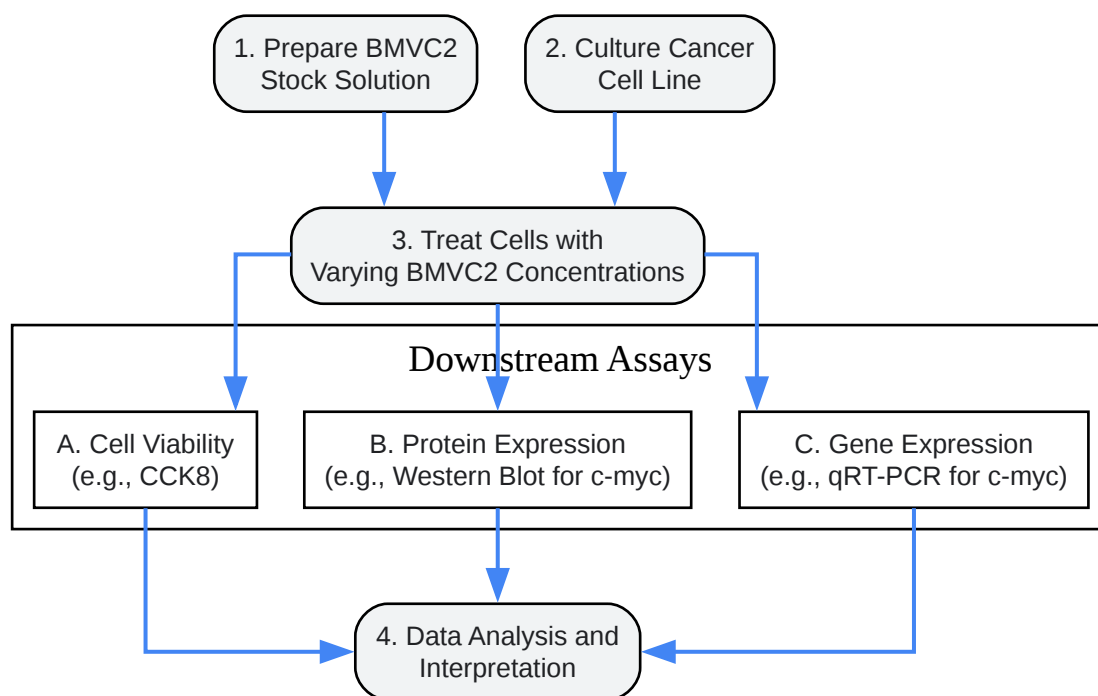 1. Prepare BMVC2
Stock Solution
2. Culture Cancer
Cell Line
3. Treat Cells with
Varying BMVC2 Concentrations
Downstream Assays
A. Cell Viability
(e.g., CCK8)
B. Protein Expression
(e.g., Western Blot for c-myc)
C. Gene Expression
(e.g., qRT-PCR for c-myc)
4. Data Analysis and
Interpretation